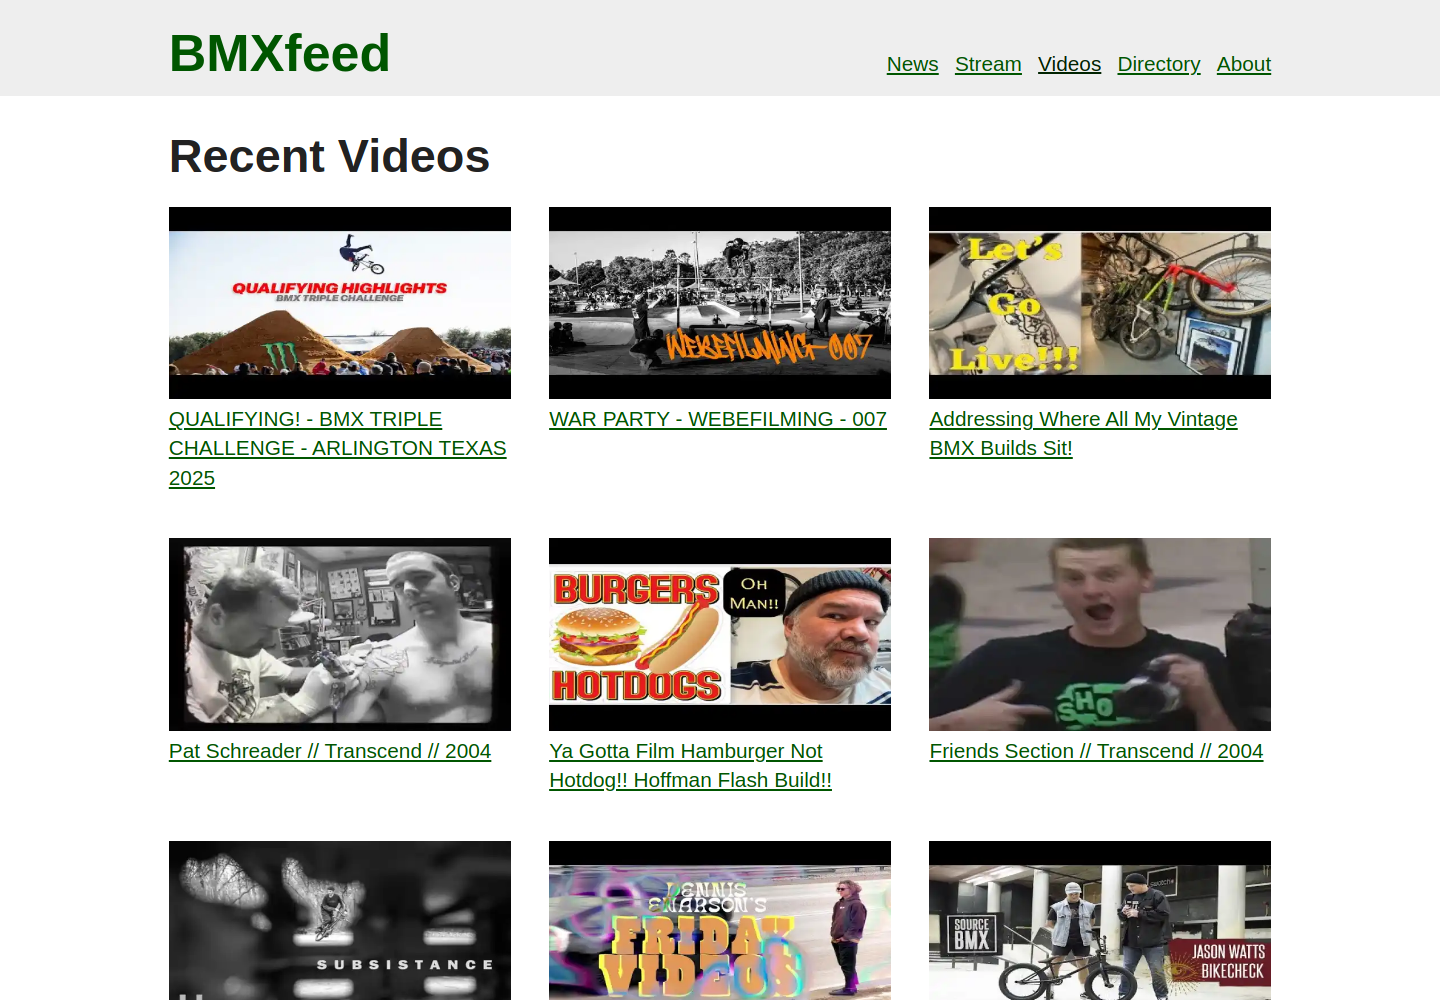 BMXfeed
News Stream Videos Directory About
Recent Videos
QUALIFYING HIGHLIGHTS
BMX TRIPLE CHALLENGE
WEBEFILMING-007
Let's
Go
Live!!!
QUALIFYING! - BMX TRIPLE
CHALLENGE - ARLINGTON TEXAS
2025
WAR PARTY - WEBEFILMING - 007
Addressing Where All My Vintage
BMX Builds Sit!
BURGERS
HOTDOGS
OH
MAN!!
SHO
Pat Schreader // Transcend // 2004
Ya Gotta Film Hamburger Not
Hotdog!! Hoffman Flash Build!!
Friends Section // Transcend // 2004
SUBSISTANCE
DENNIS
ENARSON'S
FRIDAY
VIDEOS
SOURCE
BMX
JASON WATTS
BIKECHECK